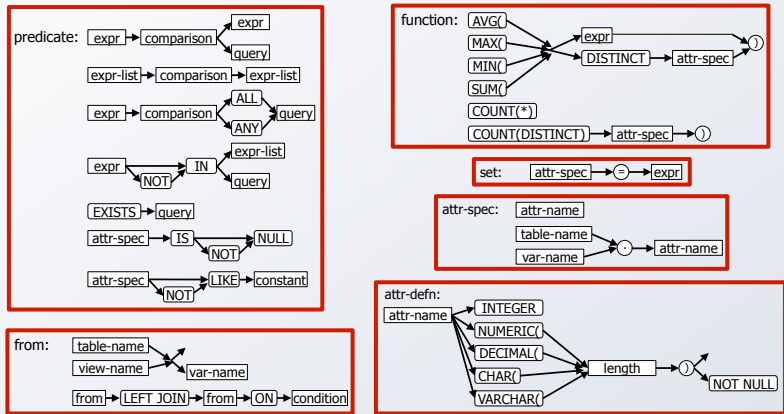 predicate:
expr comparison expr
query
expr-list comparison expr-list
expr comparison ALL query
ANY
expr IN expr-list
NOT query
EXISTS query
attr-spec IS NULL
NOT
attr-spec LIKE constant
NOT
from:
table-name
view-name
var-name
from LEFT JOIN from ON condition
function:
AVG(
MAX(
MIN(
SUM(
expr )
DISTINCT attr-spec
COUNT(*)
COUNT(DISTINCT) attr-spec )
set: attr-spec = expr
attr-spec: attr-name
table-name
var-name . attr-name
attr-defn:
attr-name
INTEGER
NUMERIC(
DECIMAL(
CHAR(
VARCHAR(
length )
NOT NULL